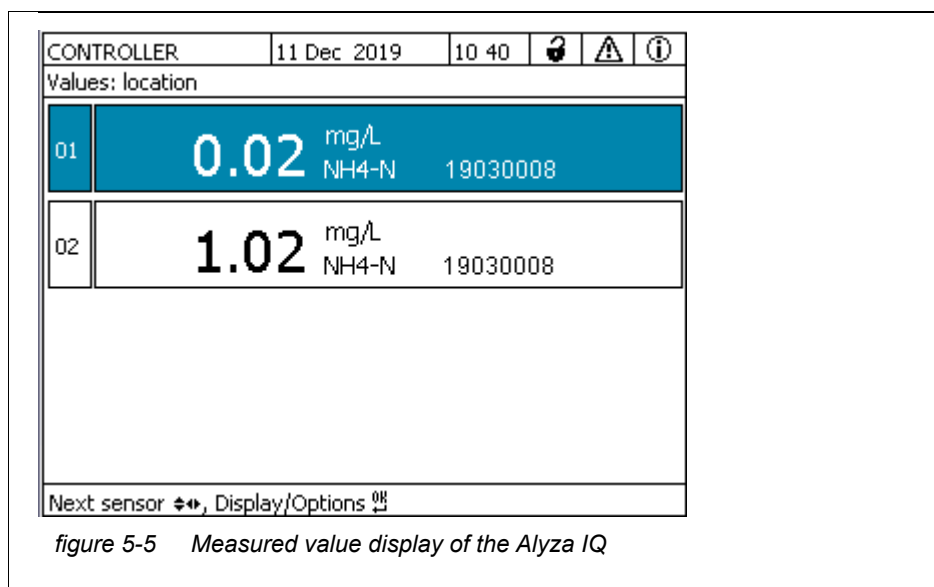 CONTROLLER 11 Dec 2019 10 40
Values: location
01 0.02 mg/L
NH4-N 19030008
02 1.02 mg/L
NH4-N 19030008
Next sensor, Display/Options OK
figure 5-5 Measured value display of the Alyza IQ